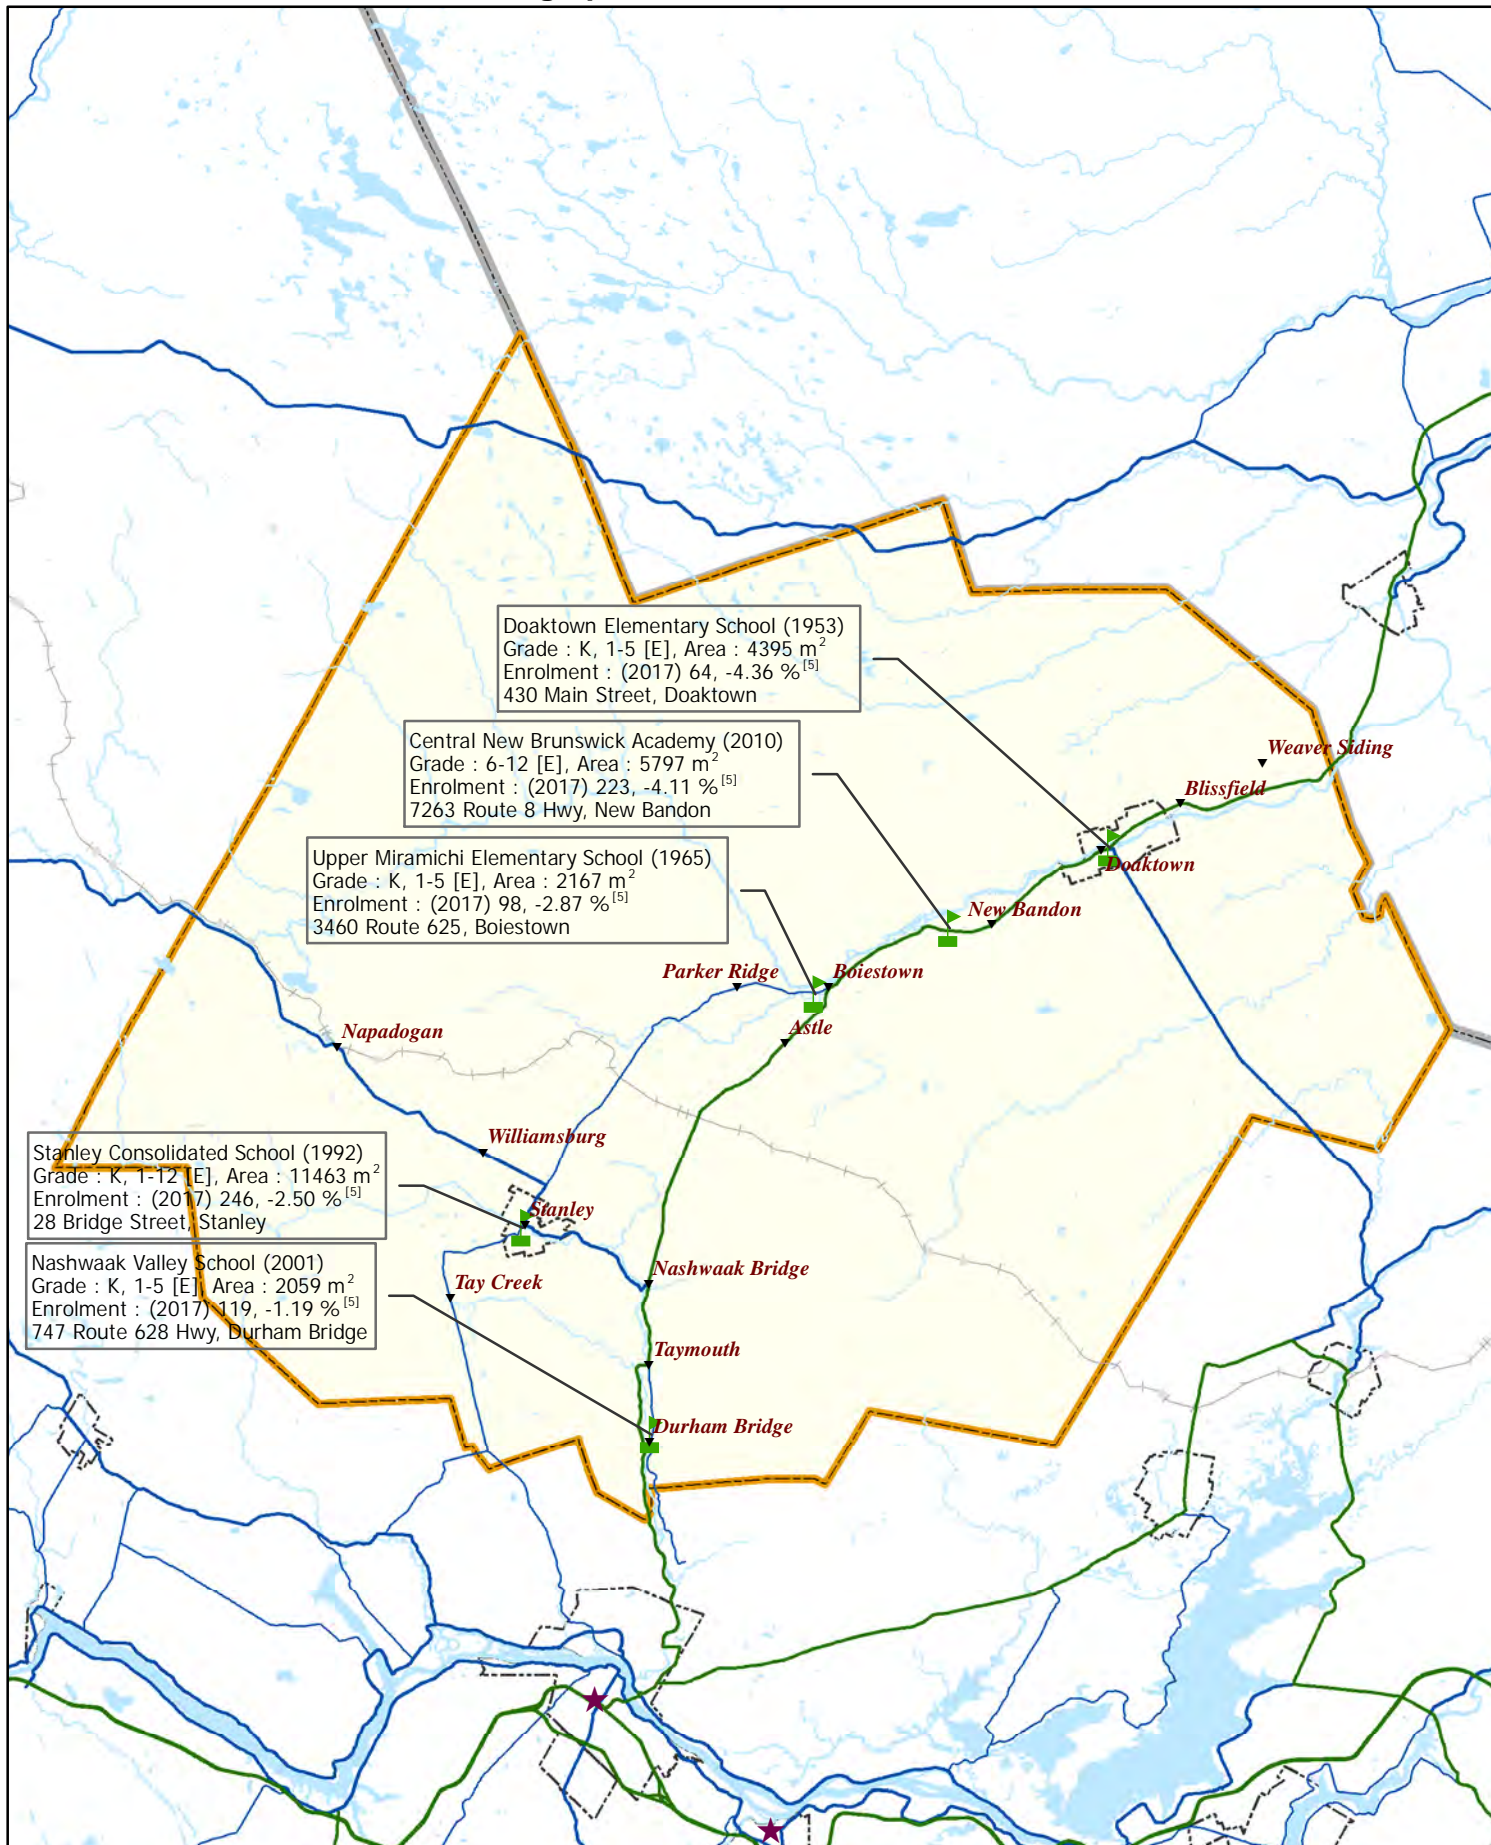 Doaktown Elementary School (1953)
Grade : K, 1-5 [E], Area : 4395 m²
Enrolment : (2017) 64, -4.36 % [5]
430 Main Street, Doaktown
Central New Brunswick Academy (2010)
Grade : 6-12 [E], Area : 5797 m²
Enrolment : (2017) 223, -4.11 % [5]
7263 Route 8 Hwy, New Bandon
Weaver Siding
Blissfield
Upper Miramichi Elementary School (1965)
Grade : K, 1-5 [E], Area : 2167 m²
Enrolment : (2017) 98, -2.87 % [5]
3460 Route 625, Boiestown
Doaktown
New Bandon
Parker Ridge
Boiestown
Astle
Napadogan
Williamsburg
Stanley Consolidated School (1992)
Grade : K, 1-12 [E], Area : 11463 m²
Enrolment : (2017) 246, -2.50 % [5]
28 Bridge Street, Stanley
Stanley
Nashwaak Valley School (2001)
Grade : K, 1-5 [E], Area : 2059 m²
Enrolment : (2017) 119, -1.19 % [5]
747 Route 628 Hwy, Durham Bridge
Nashwaak Bridge
Tay Creek
Taymouth
Durham Bridge